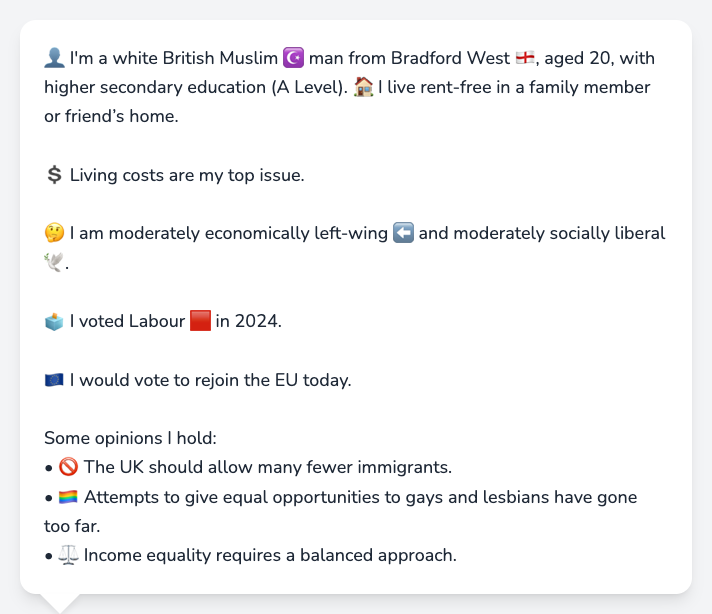 👤 I'm a white British Muslim ☪️ man from Bradford West 🏴󠁧󠁢󠁥󠁮󠁧󠁿, aged 20, with
higher secondary education (A Level). 🏠 I live rent-free in a family member
or friend’s home.
💲 Living costs are my top issue.
🤔 I am moderately economically left-wing ⬅️ and moderately socially liberal
🕊️.
🗳️ I voted Labour 🟥 in 2024.
🇪🇺 I would vote to rejoin the EU today.
Some opinions I hold:
• 🚫 The UK should allow many fewer immigrants.
• 🏳️‍🌈 Attempts to give equal opportunities to gays and lesbians have gone
too far.
• ⚖️ Income equality requires a balanced approach.